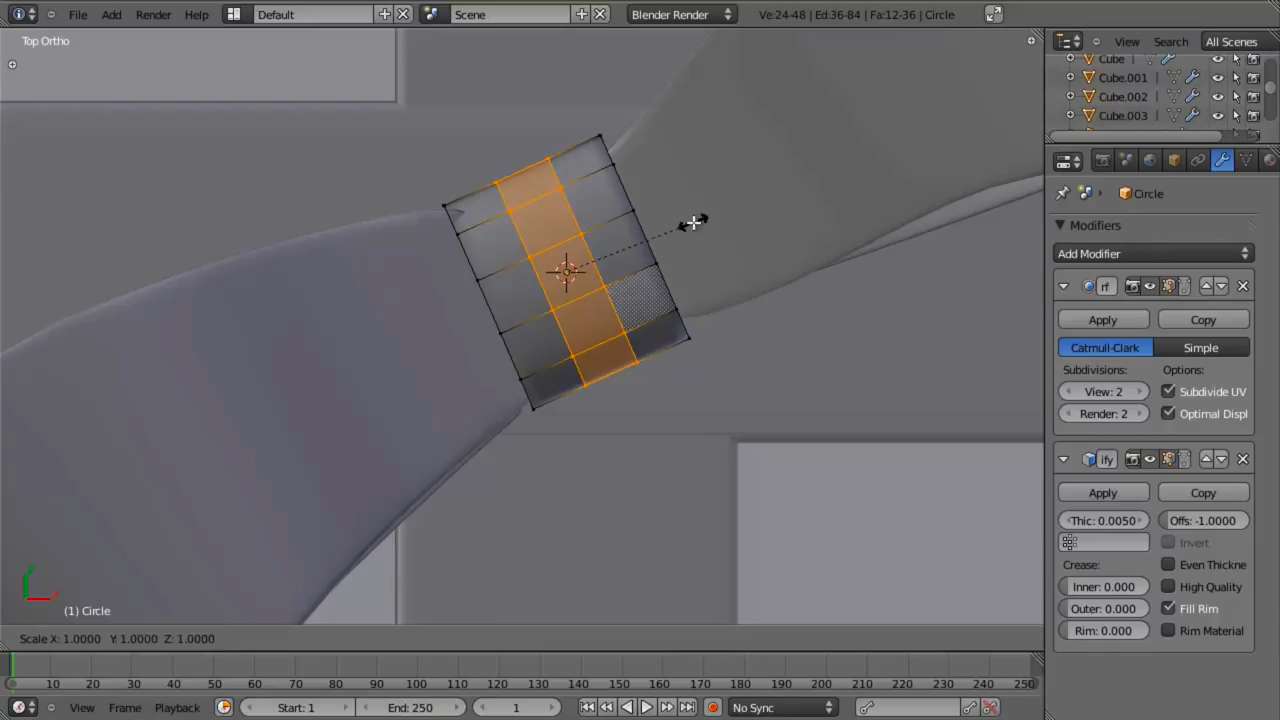 File Add Render Help Default Scene Blender Render Ve:24-48 | Ed:36-84 | Fa:12-36 | Circle
Top Ortho
View Search All Scenes
Cube
Cube.001
Cube.002
Cube.003
Circle
Modifiers
Add Modifier
rf
Apply Copy
Catmull-Clark Simple
Subdivisions: Options:
View: 2 Subdivide UV
Render: 2 Optimal Displ
ify
Apply Copy
Thic: 0.0050 Offs: -1.0000
Invert
Crease: Even Thickne
Inner: 0.000 High Quality
Outer: 0.000 Fill Rim
Rim: 0.000 Rim Material
(1) Circle
Scale X: 1.0000 Y: 1.0000 Z: 1.0000
10 20 30 40 50 60 70 80 90 100 110 120 130 140 150 160 170 180 190 200 210 220 230 240 250
View Frame Playback Start: 1 End: 250 1 No Sync